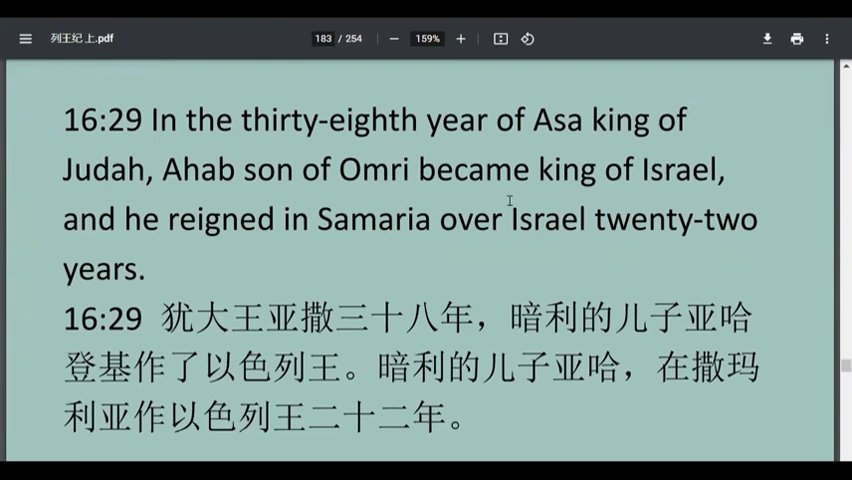 列王纪 上.pdf
183 / 254
159%
16:29 In the thirty-eighth year of Asa king of
Judah, Ahab son of Omri became king of Israel,
and he reigned in Samaria over Israel twenty-two
years.
16:29 犹大王亚撒三十八年，暗利的儿子亚哈
登基作了以色列王。暗利的儿子亚哈，在撒玛
利亚作以色列王二十二年。